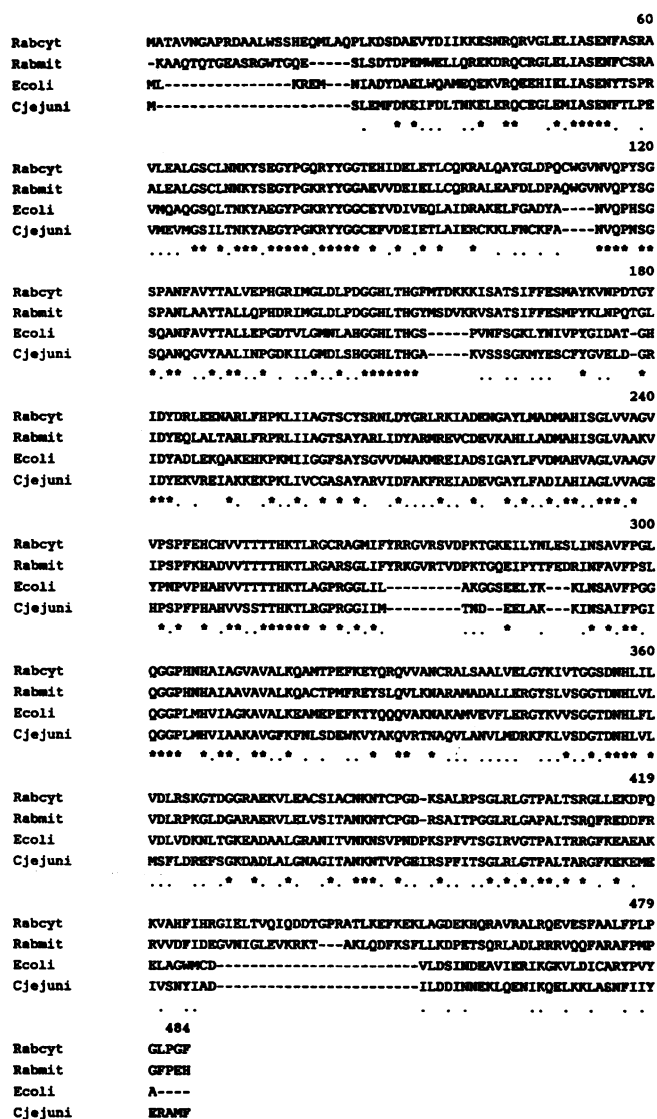 60
Rabcyt MATAVNGAPRDAALWSSHEQMLAQPLKDSDAEVYDIIKKESNRQRVGLELIASENFASRA
Rabmit -KAAQTQTGEASRGWTGQE-----SLSDTDPEMWELLQREKDRQCRGLELIASENFCSRA
Ecoli ML----------------KREM---NIADYDAELWQAMEQEKVRQEEHIELIASENYTSPR
Cjejuni M-----------------------SLEMFDKEIFDLTNKELERQCEGLEMIASENFTLPE
. .* *... .* ** .*.*****. .
120
Rabcyt VLEALGSCLNNKYSEGYPGQRYYGGTEHIDELETLCQKRALQAYGLDPQCWGVNVQPYSG
Rabmit ALEALGSCLNNKYSEGYPGKRYYGGAEVVDEIELLCQRRALEAFDLDPAQWGVNVQPYSG
Ecoli VMQAQGSQLTNKYAEGYPGKRYYGGCEYVDIVEQLAIDRAKELFGADYA----NVQPHSG
Cjejuni VMEVMGSILTNKYAEGYPGKRYYGGCEFVDEIETLAIERCKKLFNCKFA----NVQPNSG
.... ** *.***.*****.***** * .* .* * * .. . **** **
180
Rabcyt SPANFAVYTALVEPHGRIMGLDLPDGGHLTHGFMTDKKKISATSIFFESMAYKVNPDTGY
Rabmit SPANLAAYTALLQPHDRIMGLDLPDGGHLTHGYMSDVKRVSATSIFFESMPYKLNPQTGL
Ecoli SQANFAVYTALLEPGDTVLGMNLAHGGHLTHGS-----PVNFSGKLYNIVPYGIDAT-GH
Cjejuni SQANQGVYAALINPGDKILGMDLSHGGHLTHGA-----KVSSSGKMYESCFYGVELD-GR
*.** ..*.**. * ..*..* .******* .. ... . * . . *
240
Rabcyt IDYDRLEENARLFHPKLIIAGTSCYSRNLDYGRLRKIADENGAYLMADMAHISGLVVAGV
Rabmit IDYEQLALTARLFRPRLIIAGTSAYARLIDYARMREVCDEVKAHLLADMAHISGLVAAKV
Ecoli IDYADLEKQAKEHKPKMIIGGFSAYSGVVDWAKMREIADSIGAYLFVDMAHVAGLVAAGV
Cjejuni IDYEKVREIAKKEKPKLIVCGASAYARVIDFAKFREIADEVGAYLFADIAHIAGLVVAGE
***.... *. *..*. * * *. .*.....*.. *. *.* .*.**..***.*
300
Rabcyt VPSPFEHCHVVTTTTHKTLRGCRAGMIFYRRGVRSVDPKTGKEILYNLESLINSAVFPGL
Rabmit IPSPFKHADVVTTTTHKTLRGARSGLIFYRKGVRTVDPKTGQEIPYTFEDRINFAVFPSL
Ecoli YPNPVPHAHVVTTTTHKTLAGPRGGLIL---------AKGGSEELYK---KLNSAVFPGG
Cjejuni HPSPFPHAHVVSSTTHKTLRGPRGGIIM---------TND--EELAK---KINSAIFPGI
*.* * .**..****** * * *.* ... * .* *.**.
360
Rabcyt QGGPHNHAIAGVAVALKQAMTPEFKEYQRQVVANCRALSAALVELGYKIVTGGSDNHLIL
Rabmit QGGPHNHAIAAVAVALKQACTPMFREYSLQVLKNARAMADALLERGYSLVSGGTDNHLVL
Ecoli QGGPLMHVIAGKAVALKEAMEPEFKTYQQQVAKNAKAMVEVFLERGYKVVSGGTDNHLFL
Cjejuni QGGPLMHVIAAKAVGFKFNLSDEWKVYAKQVRTNAQVLANVLMDRKFKLVSDGTDNHLVL
**** * **. **..* ...* ** *. .. .... ...*. *.**** *
419
Rabcyt VDLRSKGTDGGRAEKVLEACSIACNKNTCPGD-KSALRPSGLRLGTPALTSRGLLEKDFQ
Rabmit VDLRPKGLDGARAERVLELVSITANKNTCPGD-RSAITPGGLRLGAPALTSRQFREDDFR
Ecoli VDLVDKNLTGKEADAALGRANITVNKNSVPNDPKSPFVTSGIRVGTPAITRRGFKEAEAK
Cjejuni MSFLDREFSGKDADLALGNAGITANKNTVPGEIRSPFITSGLRLGTPALTARGFKEKEME
... .. * .*. .* .*. ***..*.. .*.. .*.*.*.**.* *.. * .
479
Rabcyt KVAHFIHRGIELTVQIQDDTGPRATLKEFKEKLAGDEKHQRAVRALRQEVESFAALFPLP
Rabmit RVVDFIDEGVNIGLEVKRKT---AKLQDFKSFLLKDPETSQRLADLRRRVQQFARAFPMP
Ecoli ELAGWMCD------------------------VLDSINDEAVIERIKGKVLDICARYPVY
Cjejuni IVSNYIAD------------------------ILDDINNEKLQENIKQELKKLASNFIIY
. .. . . . .. . . ..
484
Rabcyt GLPGF
Rabmit GFPEH
Ecoli A----
Cjejuni ERAMF